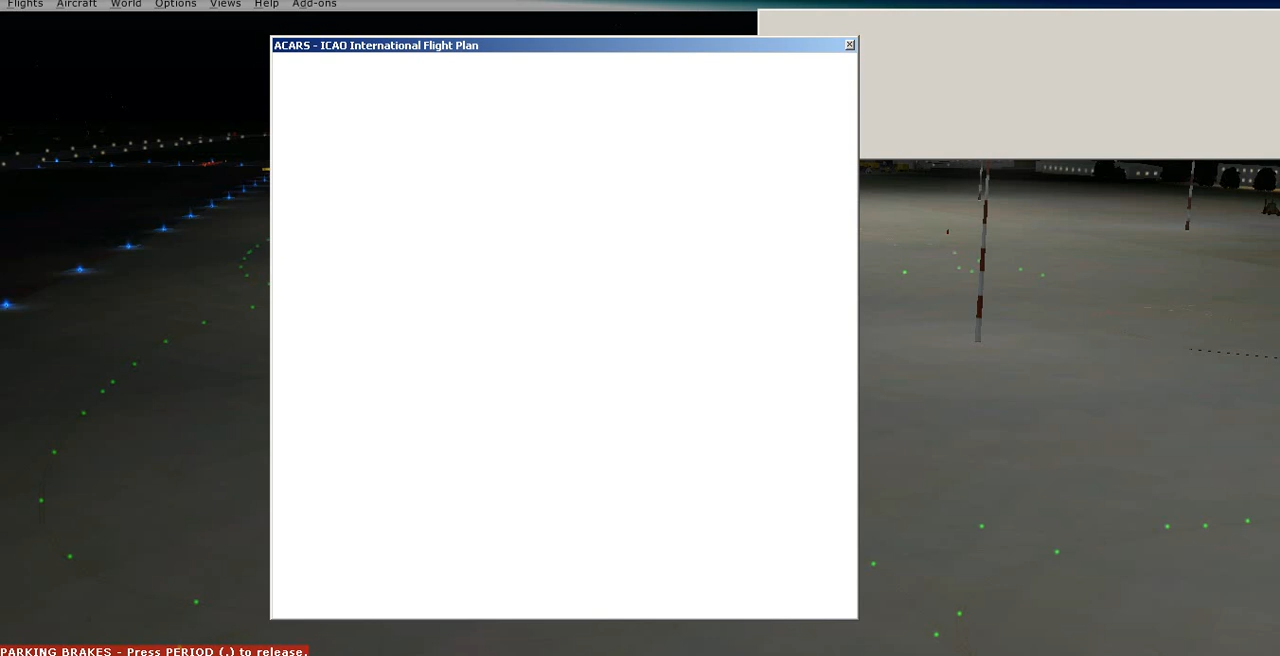 Flights Aircraft World Options Views Help Add-ons
ACARS - ICAO International Flight Plan
PARKING BRAKES - Press PERIOD (.) to release.